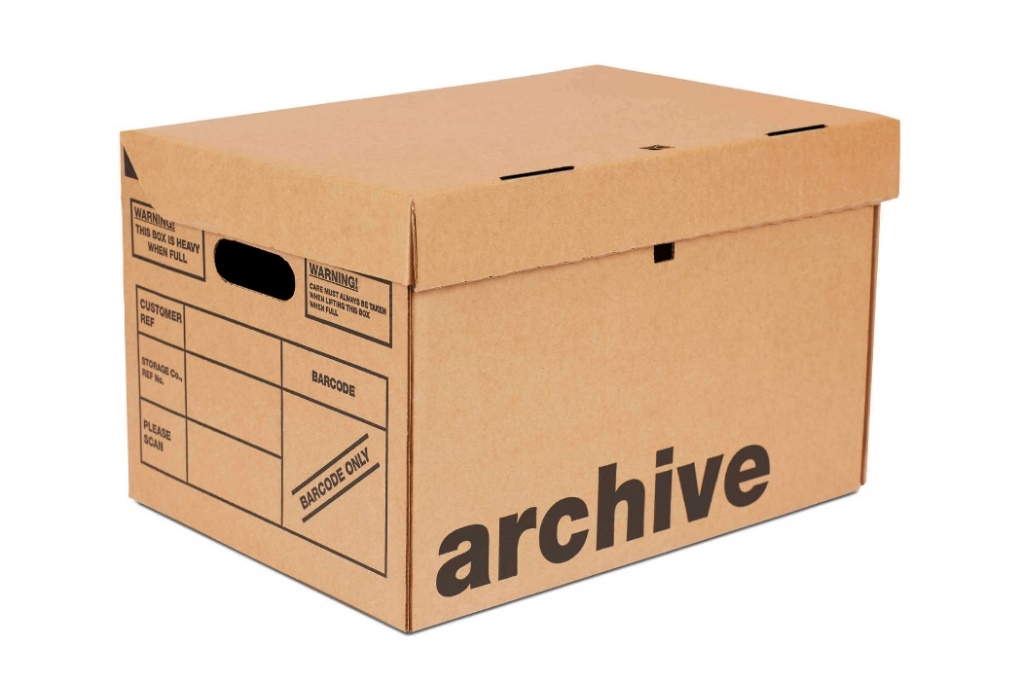 WARNING!
THIS BOX IS HEAVY
WHEN FULL
WARNING!
CARE MUST ALWAYS BE TAKEN
WHEN LIFTING THIS BOX
WHEN FULL
CUSTOMER
REF
STORAGE Co.,
REF No.
PLEASE
SCAN
BARCODE
BARCODE ONLY
archive